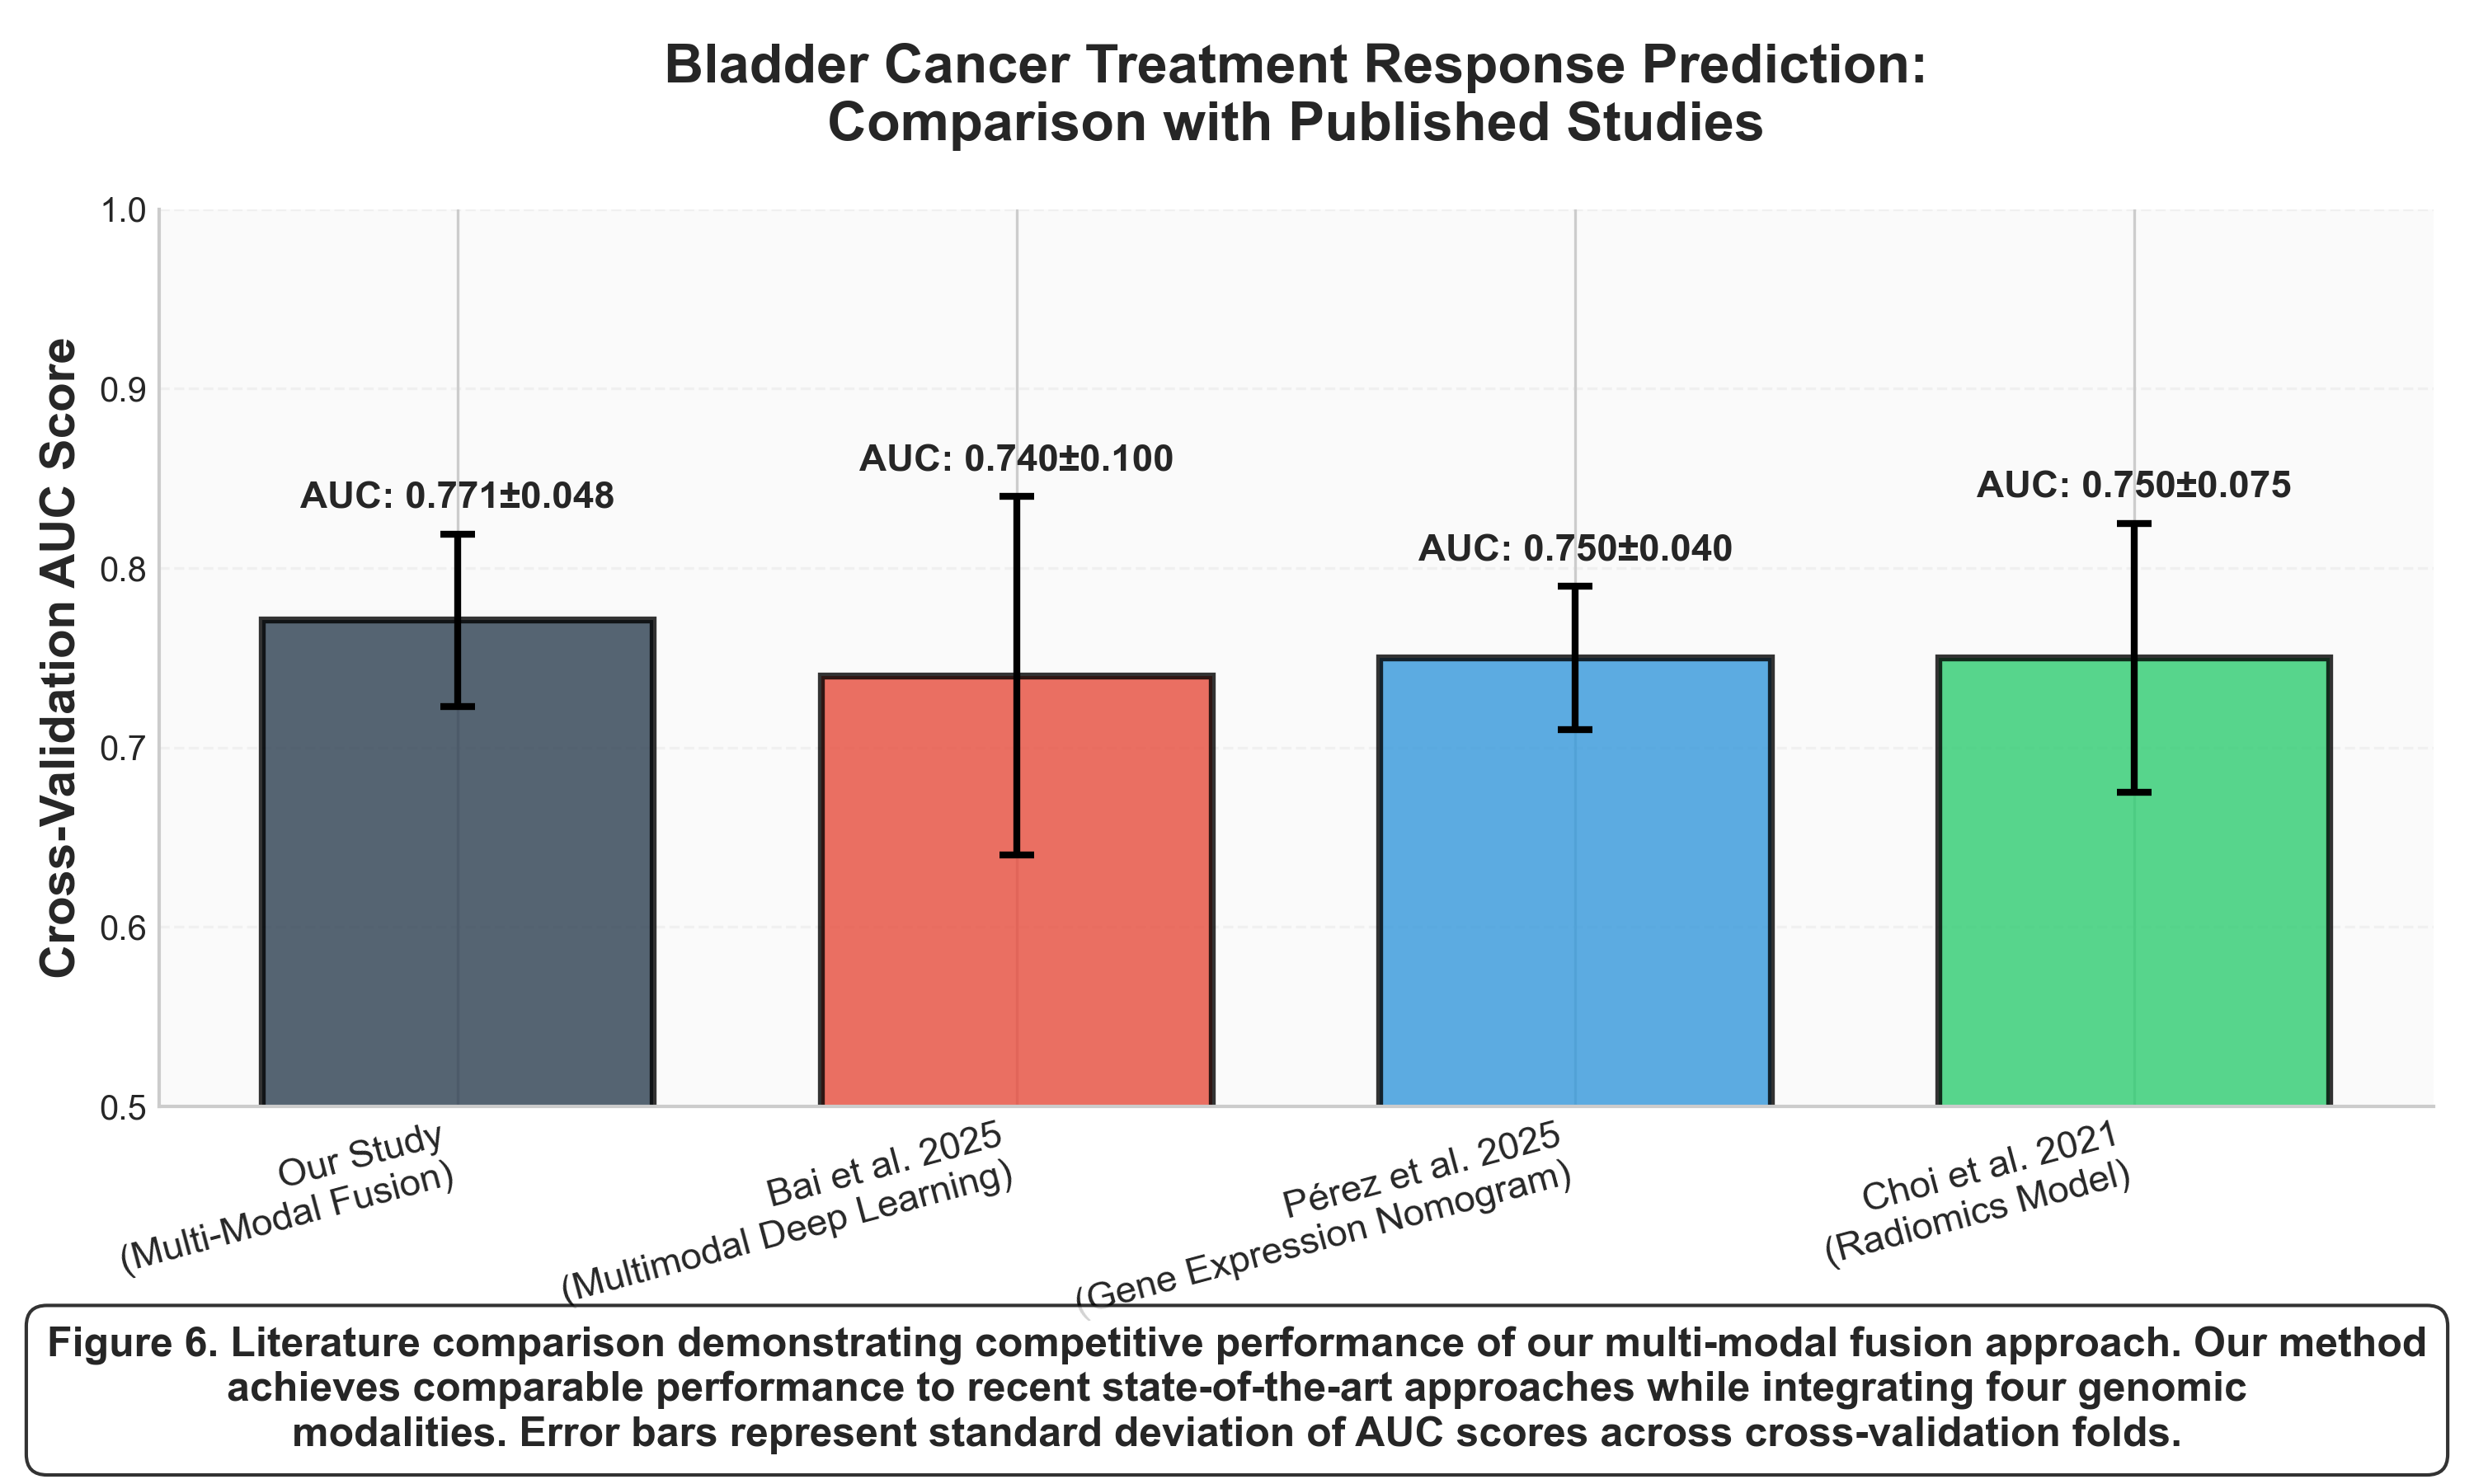 Bladder Cancer Treatment Response Prediction:
Comparison with Published Studies
Cross-Validation AUC Score
1.0
0.9
0.8
0.7
0.6
0.5
AUC: 0.771±0.048
AUC: 0.740±0.100
AUC: 0.750±0.040
AUC: 0.750±0.075
Our Study
(Multi-Modal Fusion)
Bai et al. 2025
(Multimodal Deep Learning)
Pérez et al. 2025
(Gene Expression Nomogram)
Choi et al. 2021
(Radiomics Model)
Figure 6. Literature comparison demonstrating competitive performance of our multi-modal fusion approach. Our method
achieves comparable performance to recent state-of-the-art approaches while integrating four genomic
modalities. Error bars represent standard deviation of AUC scores across cross-validation folds.